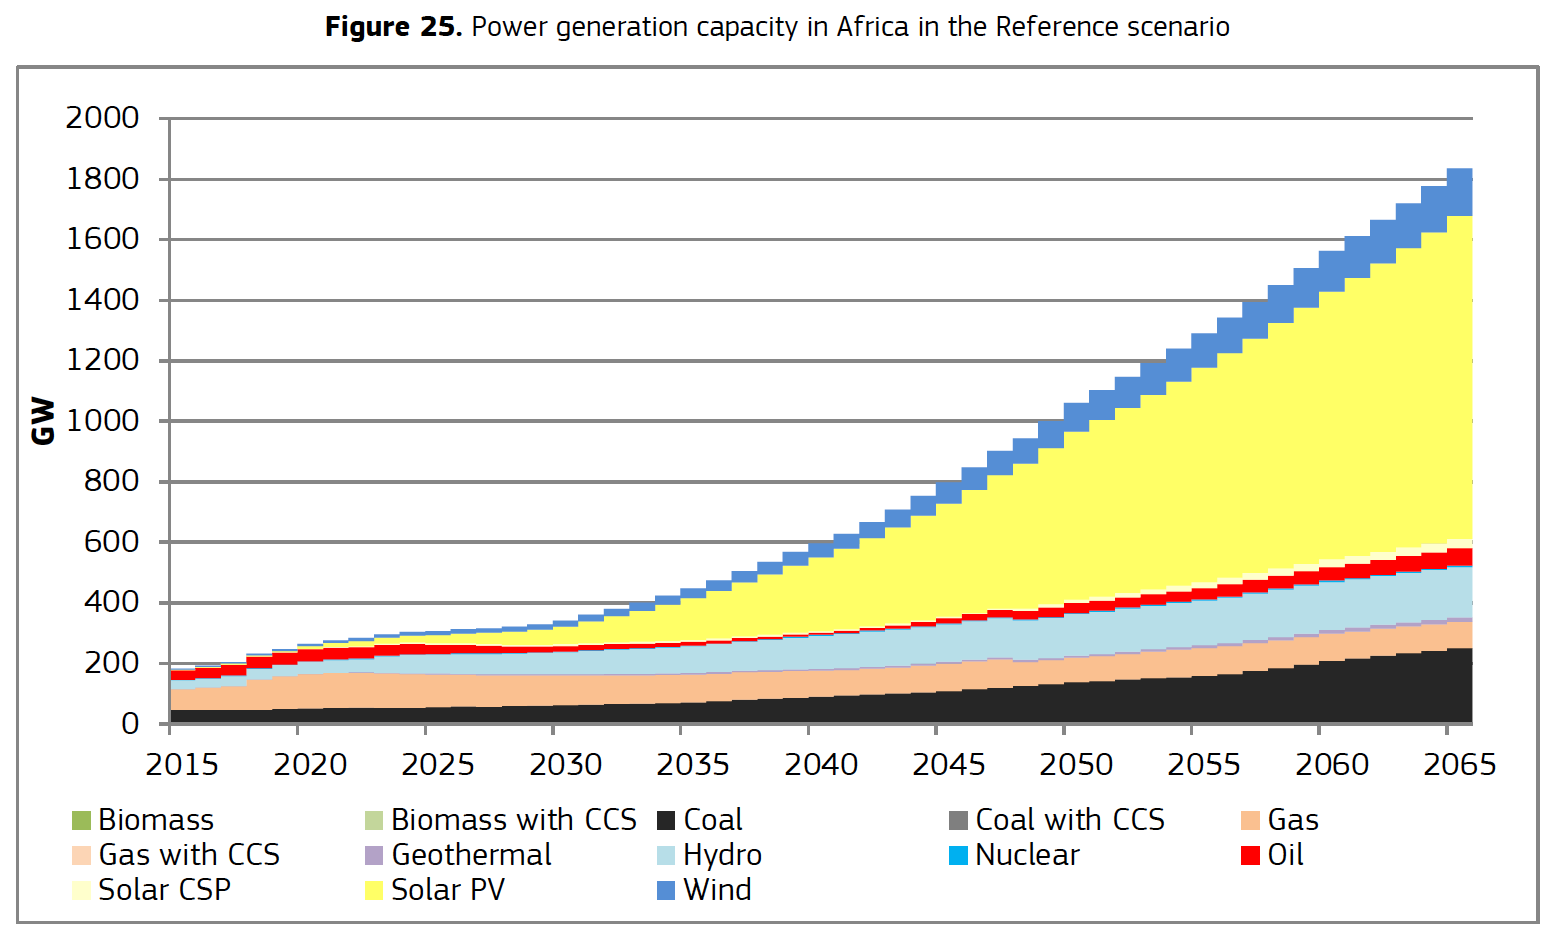 Figure 25. Power generation capacity in Africa in the Reference scenario
2000
1800
1600
1400
1200
1000
800
600
400
200
0
GW
2015 2020 2025 2030 2035 2040 2045 2050 2055 2060 2065
Biomass Biomass with CCS Coal Coal with CCS Gas
Gas with CCS Geothermal Hydro Nuclear Oil
Solar CSP Solar PV Wind